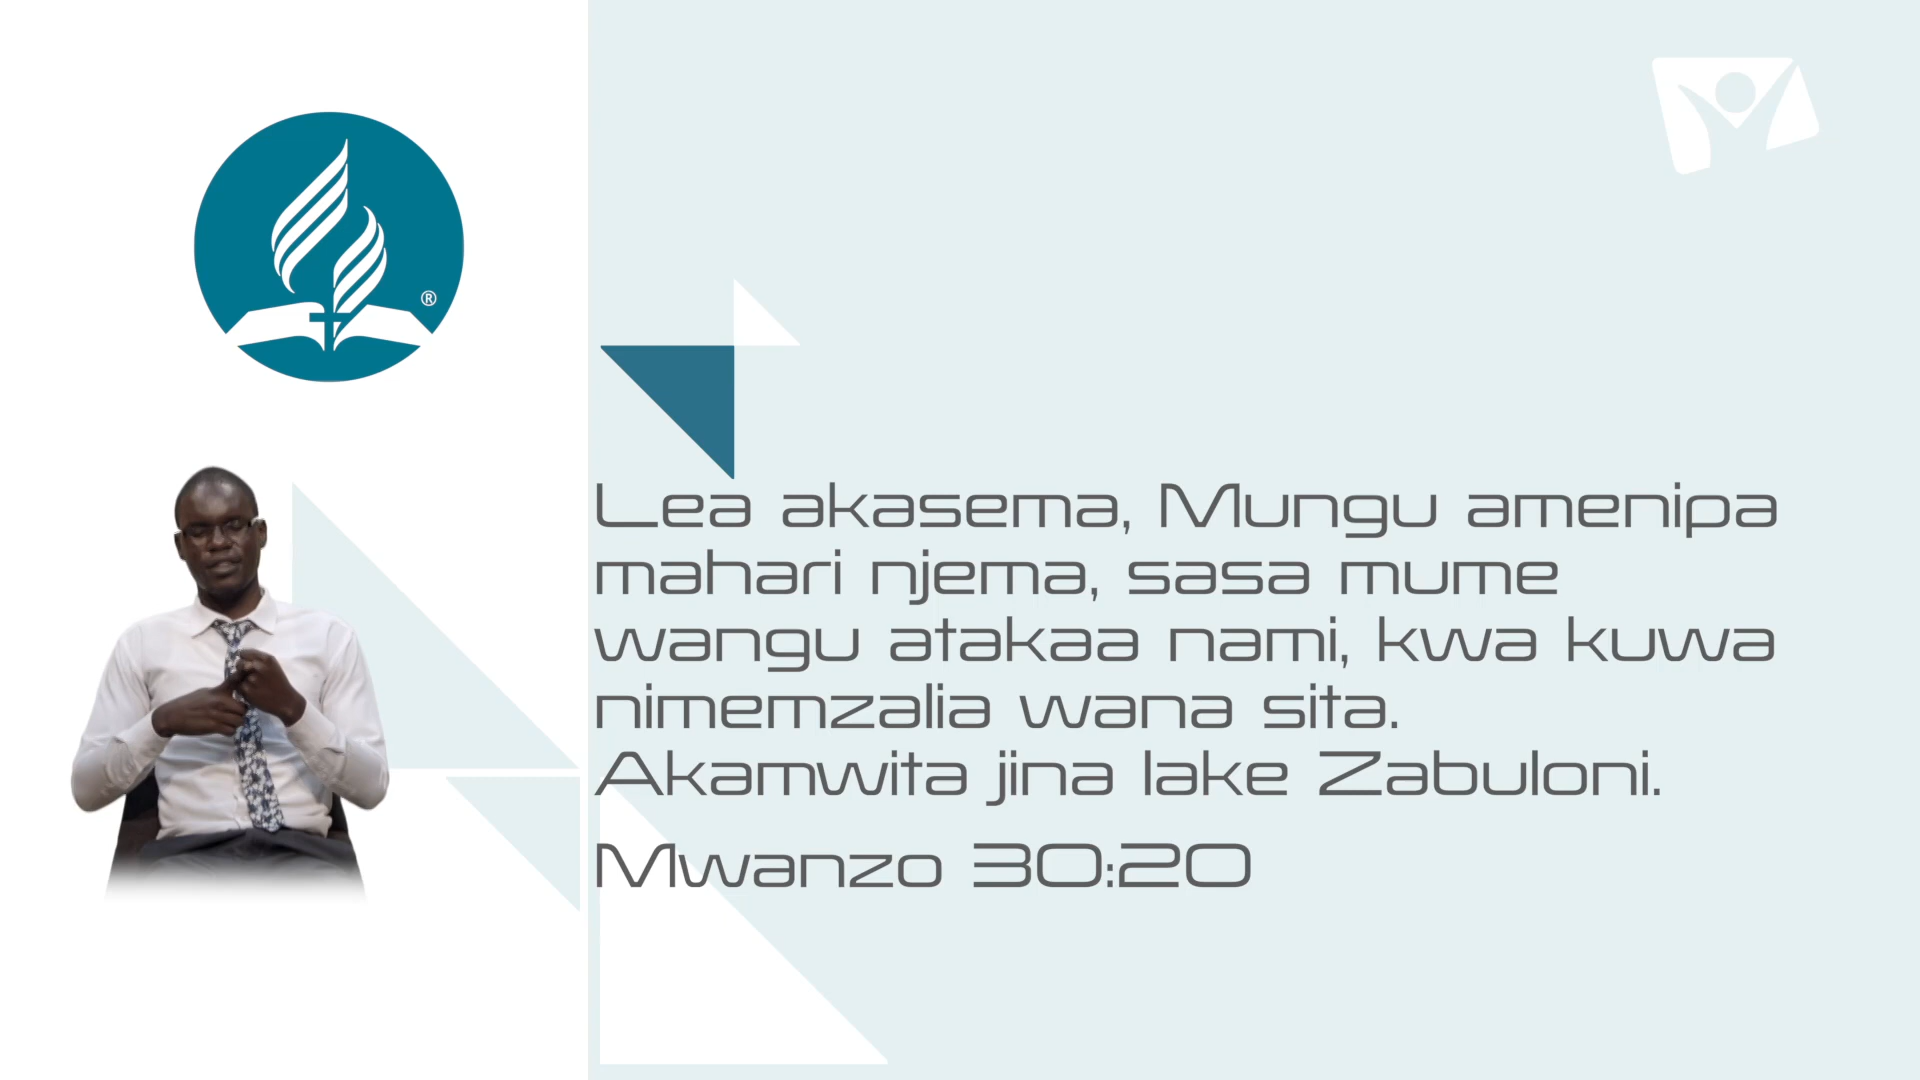 ®
Lea akasema, Mungu amenipa
mahari njema, sasa mume
wangu atakaa nami, kwa kuwa
nimemzalia wana sita.
Akamwita jina lake Zabuloni.
Mwanzo 30:20